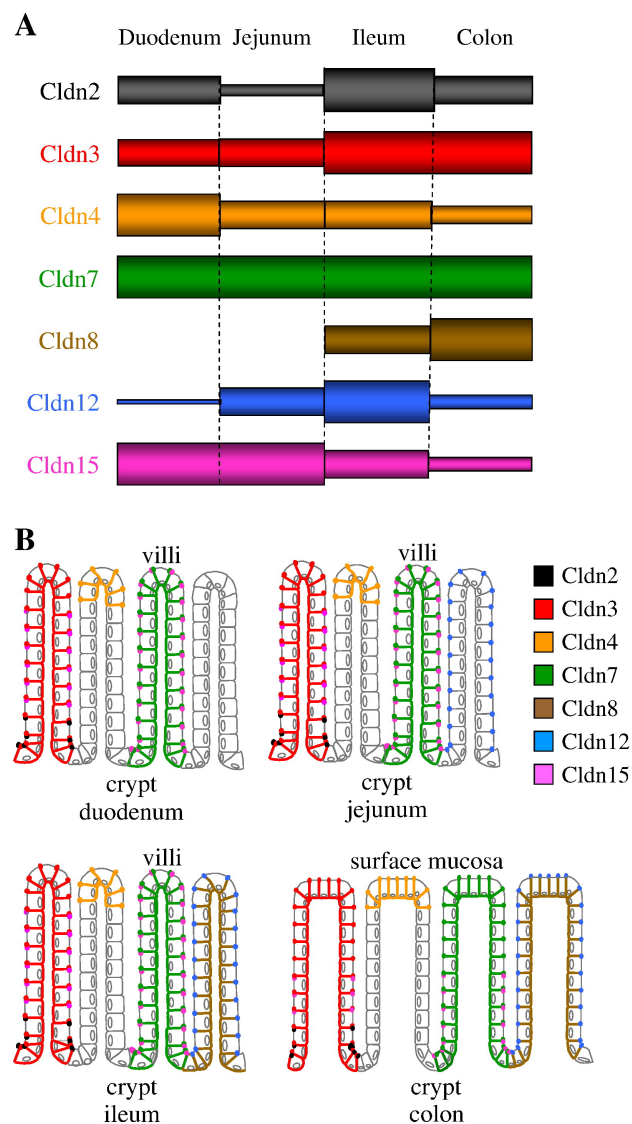 A
Duodenum Jejunum Ileum Colon
Cldn2
Cldn3
Cldn4
Cldn7
Cldn8
Cldn12
Cldn15
B
villi
villi
crypt
duodenum
crypt
jejunum
Cldn2
Cldn3
Cldn4
Cldn7
Cldn8
Cldn12
Cldn15
villi
surface mucosa
crypt
ileum
crypt
colon